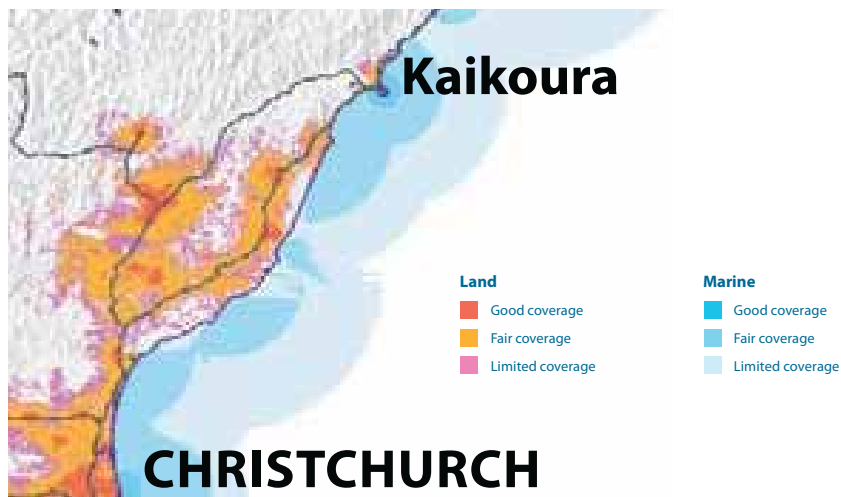 Kaikoura
Land
Good coverage
Fair coverage
Limited coverage
Marine
Good coverage
Fair coverage
Limited coverage
CHRISTCHURCH